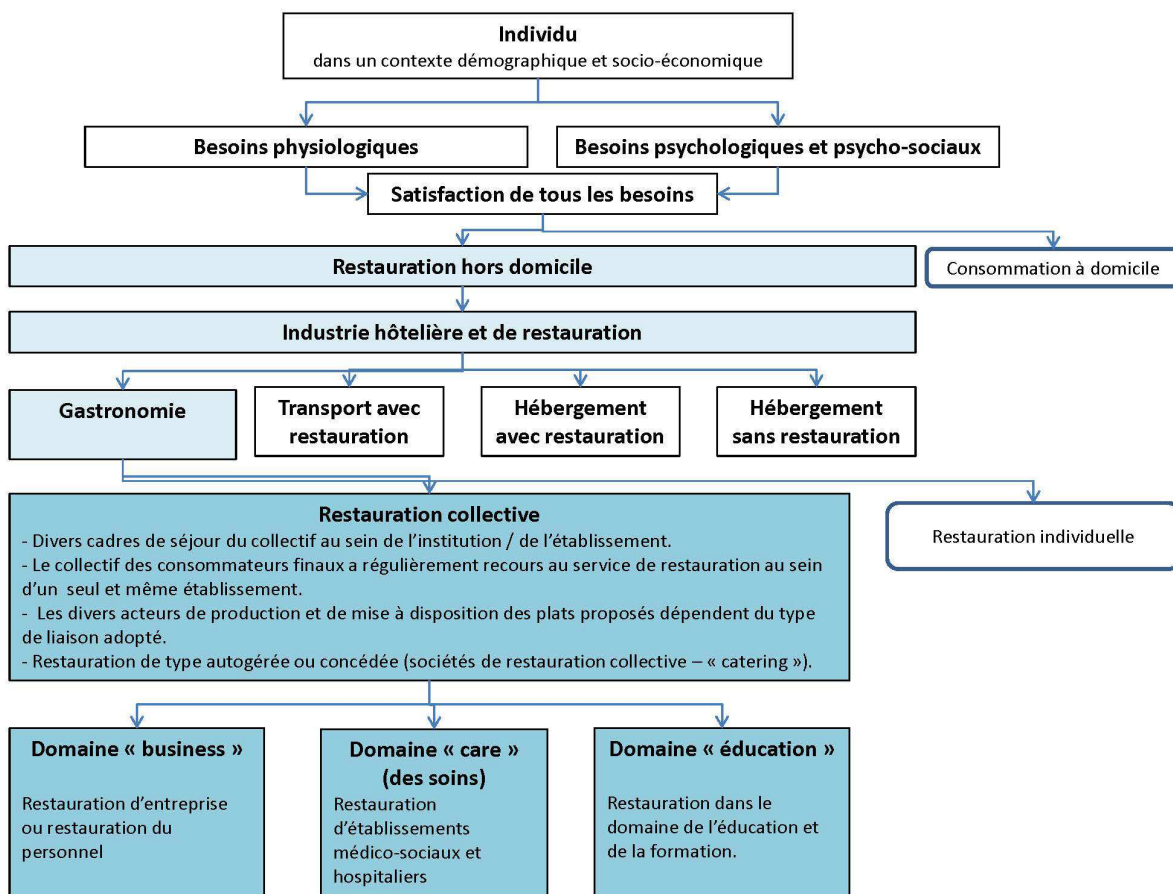 Individu
dans un contexte démographique et socio-économique
Besoins physiologiques
Besoins psychologiques et psycho-sociaux
Satisfaction de tous les besoins
Restauration hors domicile
Consommation à domicile
Industrie hôtelière et de restauration
Gastronomie
Transport avec
restauration
Hébergement
avec restauration
Hébergement
sans restauration
Restauration collective
- Divers cadres de séjour du collectif au sein de l'institution / de l'établissement.
- Le collectif des consommateurs finaux a régulièrement recours au service de restauration au sein
d'un seul et même établissement.
- Les divers acteurs de production et de mise à disposition des plats proposés dépendent du type
de liaison adopté.
- Restauration de type autogérée ou concédée (sociétés de restauration collective – « catering »).
Restauration individuelle
Domaine « business »
Restauration d'entreprise
ou restauration du
personnel
Domaine « care »
(des soins)
Restauration
d'établissements
médico-sociaux et
hospitaliers
Domaine « éducation »
Restauration dans le
domaine de l'éducation et
de la formation.